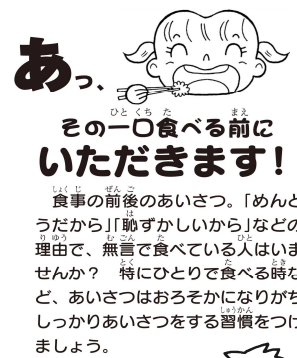 あっ、
その一口食べる前に
いただきます!
食事の前後のあいさつ。「めんど
うだから」「恥ずかしいから」などの
理由で、無言で食べている人はいま
せんか? 特にひとりで食べる時な
ど、あいさつはおろそかになりがち
しっかりあいさつをする習慣をつけ
ましょう。